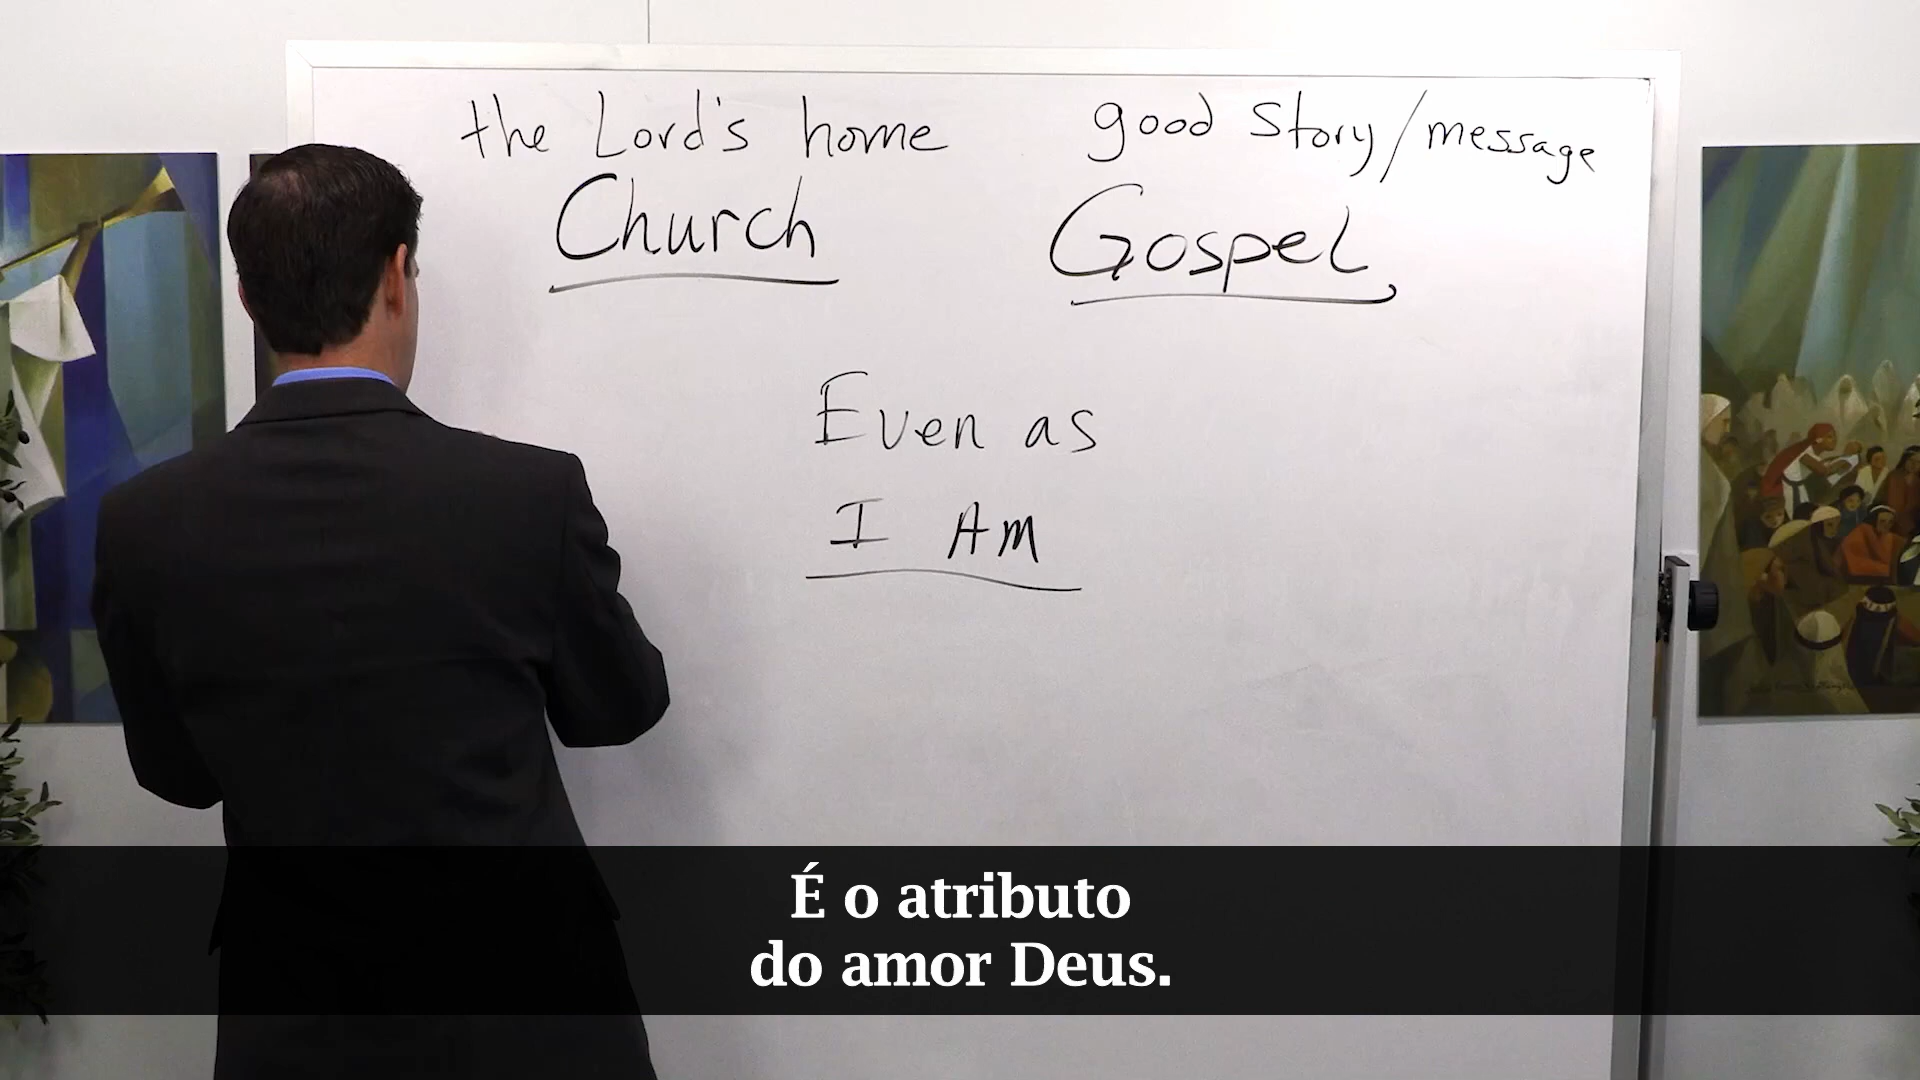 the Lord's home
Church
good Story/message
Gospel
Even as
I Am
É o atributo
do amor Deus.